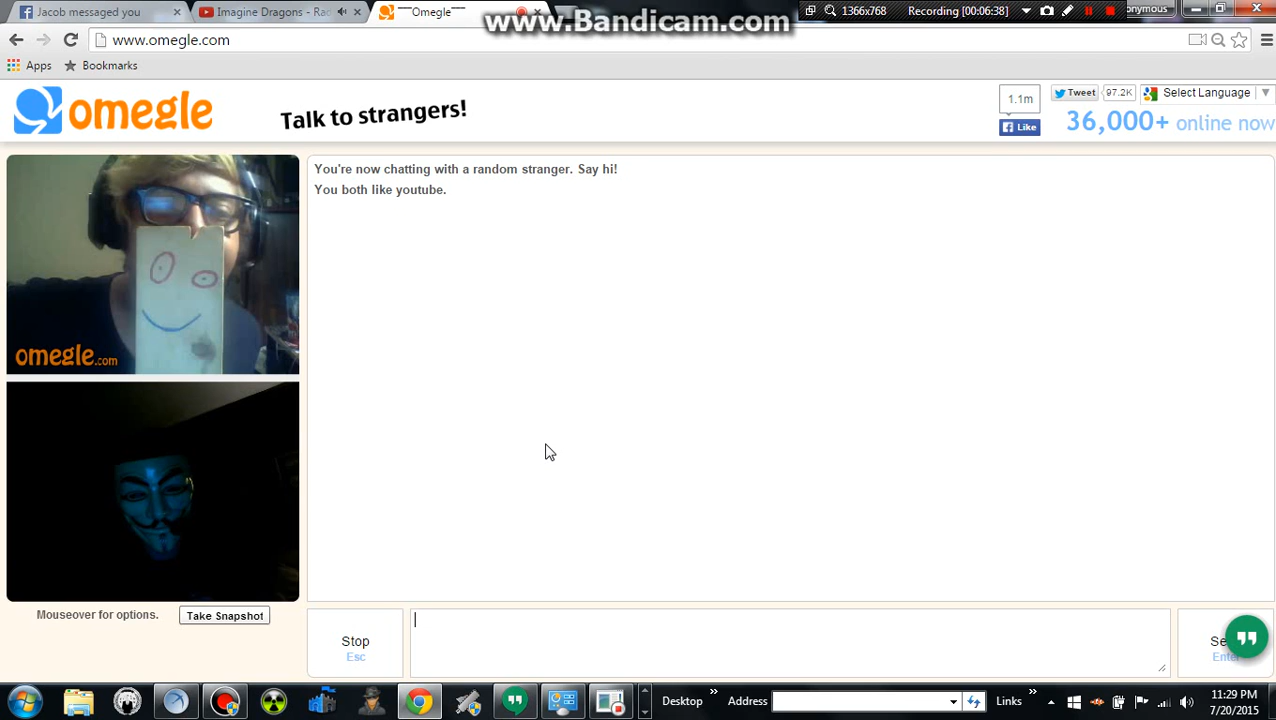 Jacob messaged you
Imagine Dragons - Rad
Omegle
www.Bandicam.com
1366x768
Recording [00:06:38]
nonymous
www.omegle.com
Apps
Bookmarks
omegle
Talk to strangers!
1.1m
Like
Tweet
97.2K
Select Language
36,000+ online now
You're now chatting with a random stranger. Say hi!
You both like youtube.
omegle.com
Mouseover for options.
Take Snapshot
Stop
Esc
Enter
Desktop
Address
Links
11:29 PM
7/20/2015